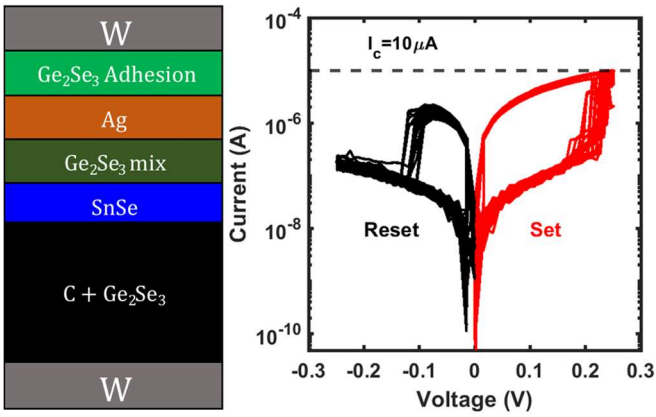 W
Ge₂Se₃ Adhesion
Ag
Ge₂Se₃ mix
SnSe
C + Ge₂Se₃
W
Current (A)
10⁻⁴
10⁻⁶
10⁻⁸
10⁻¹⁰
I_c=10μA
Reset
Set
-0.3 -0.2 -0.1 0 0.1 0.2 0.3
Voltage (V)